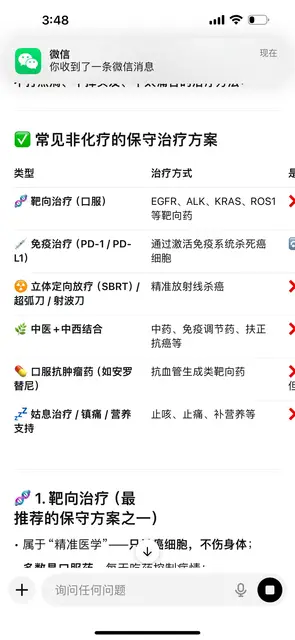 3:48
微信
现在
你收到了一条微信消息
✅ 常见非化疗的保守治疗方案
类型 治疗方式
🧬 靶向治疗（口服） EGFR、ALK、KRAS、ROS1
等靶向药
💉 免疫治疗（PD-1 / PD-
L1） 通过激活免疫系统杀死癌
细胞
☢️ 立体定向放疗（SBRT）/
超弧刀 / 射波刀 精准放射线杀癌
🌿 中医+中西结合 中药、免疫调节药、扶正
抗癌等
💊 口服抗肿瘤药（如安罗
替尼） 抗血管生成类靶向药
💤 姑息治疗 / 镇痛 / 营养
支持 止咳、止痛、补营养等
🧬 1. 靶向治疗（最
推荐的保守方案之一）
• 属于“精准医学”——只 癌细胞，不伤身体；
询问任何问题